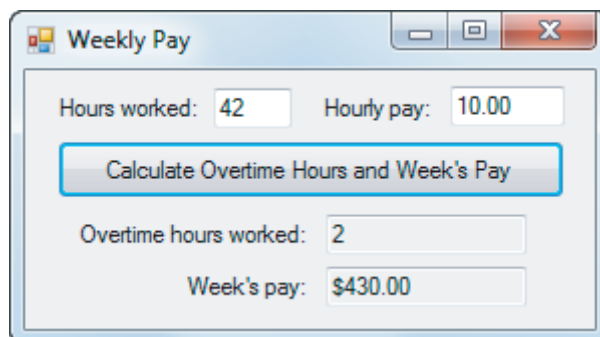 Weekly Pay
Hours worked: 42 Hourly pay: 10.00
Calculate Overtime Hours and Week's Pay
Overtime hours worked: 2
Week's pay: $430.00